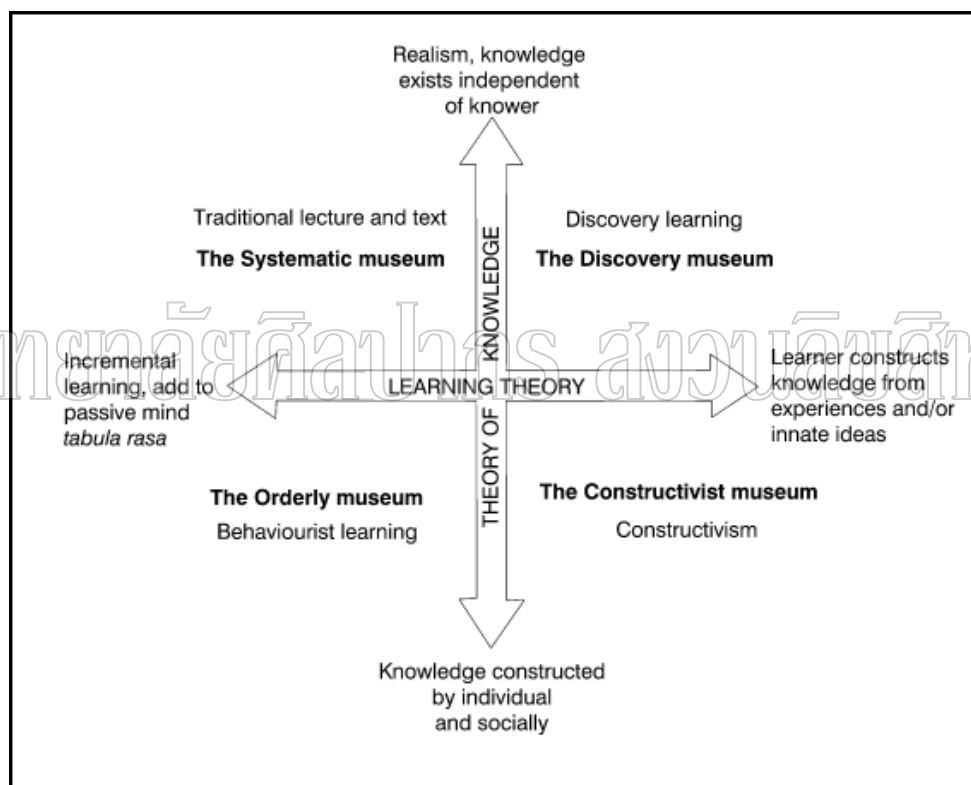 Realism, knowledge
exists independent
of knower
Traditional lecture and text
The Systematic museum
Discovery learning
The Discovery museum
THEORY OF KNOWLEDGE
LEARNING THEORY
Incremental
learning, add to
passive mind
tabula rasa
Learner constructs
knowledge from
experiences and/or
innate ideas
The Orderly museum
Behaviourist learning
The Constructivist museum
Constructivism
Knowledge constructed
by individual
and socially